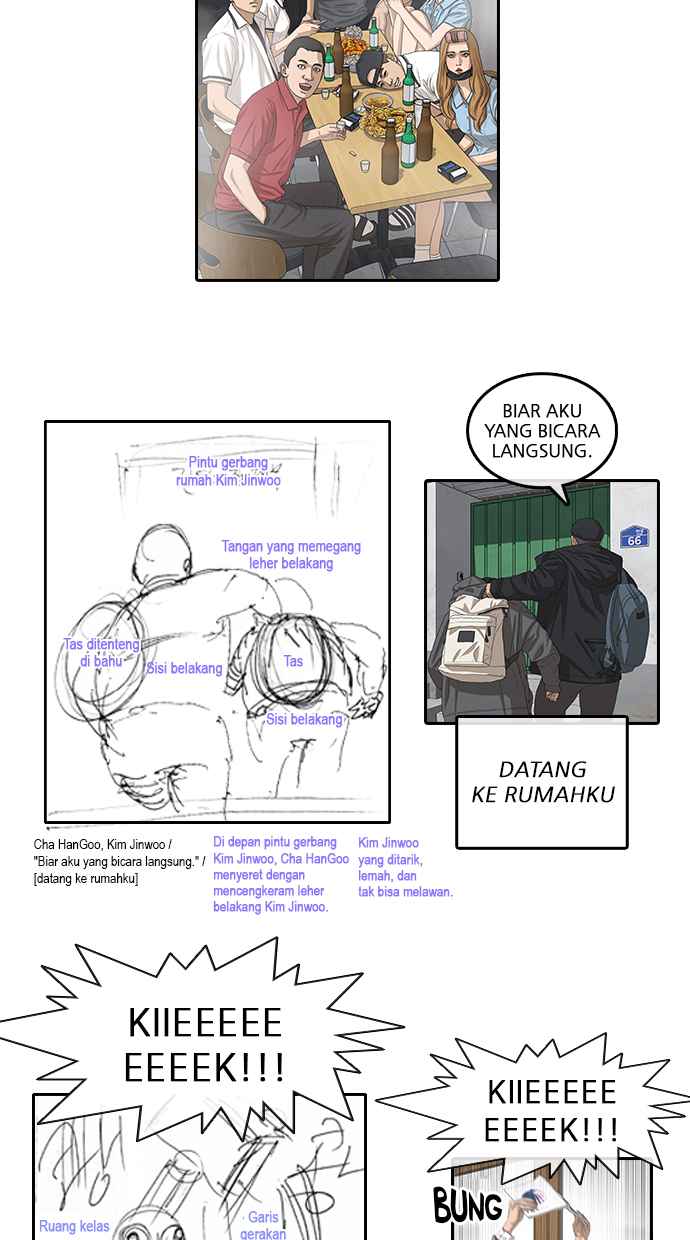 BIAR AKU
YANG BICARA
LANGSUNG.
Pintu gerbang
rumah Kim Jinwoo
Tangan yang memegang
leher belakang
Tas ditenteng
di bahu
Sisi belakang
Tas
Sisi belakang
66
DATANG
KE RUMAHKU
Cha HanGoo, Kim Jinwoo /
"Biar aku yang bicara langsung." /
[datang ke rumahku]
Di depan pintu gerbang
Kim Jinwoo, Cha HanGoo
menyeret dengan
mencengkeram leher
belakang Kim Jinwoo.
Kim Jinwoo
yang ditarik,
lemah, dan
tak bisa melawan.
KIIEEEEE
EEEEK!!!
KIIEEEEE
EEEEK!!!
BUNG
Ruang kelas
Garis
gerakan